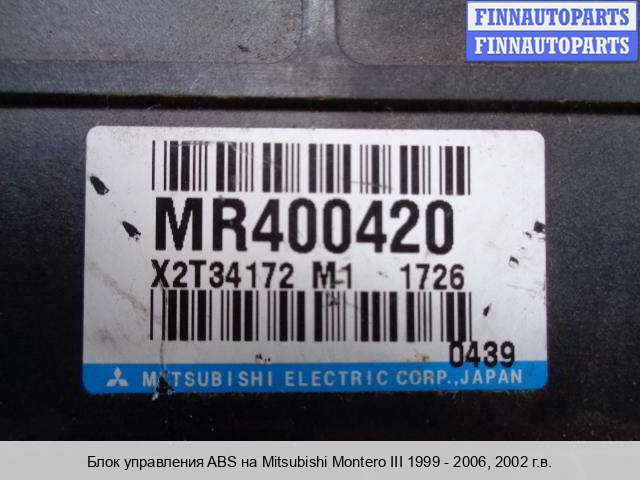 FINNAUTOPARTS
FINNAUTOPARTS
MR400420
X2T34172 M1 1726
0439
MITSUBISHI ELECTRIC CORP., JAPAN
Блок управления ABS на Mitsubishi Montero III 1999 - 2006, 2002 г.в.